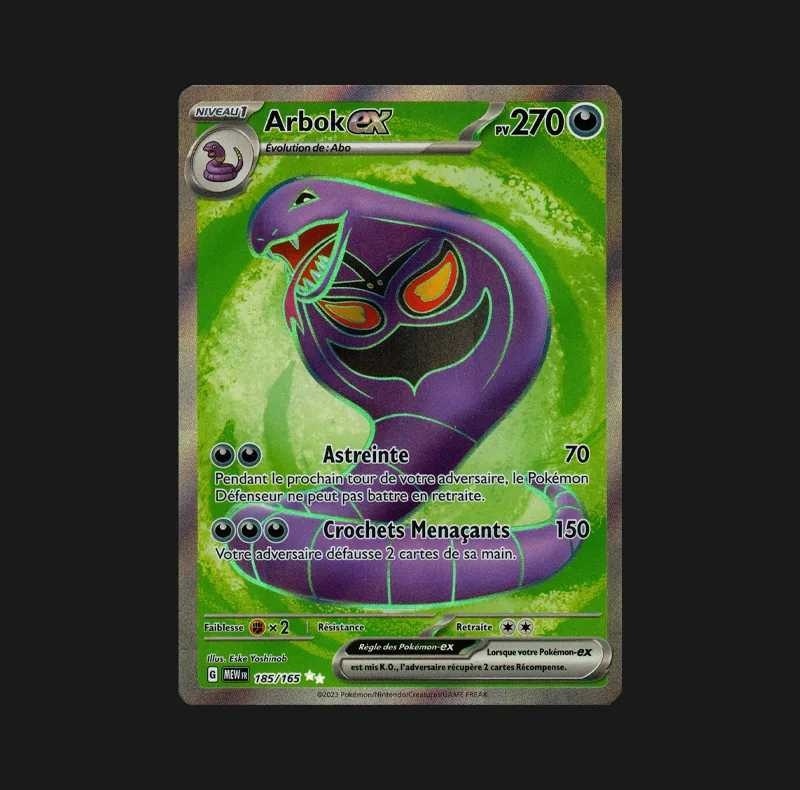 NIVEAU 1
Arbok ex
PV 270
Évolution de : Abo
Astreinte 70
Pendant le prochain tour de votre adversaire, le Pokémon
Défenseur ne peut pas battre en retraite.
Crochets Menaçants 150
Votre adversaire défausse 2 cartes de sa main.
Faiblesse × 2 Résistance Retraite
Règle des Pokémon-ex Lorsque votre Pokémon-ex
est mis K.O., l'adversaire récupère 2 cartes Récompense.
Illus. Eske Yoshinob
G MEW FR 185/165
©2023 Pokémon/Nintendo/Creatures/GAME FREAK